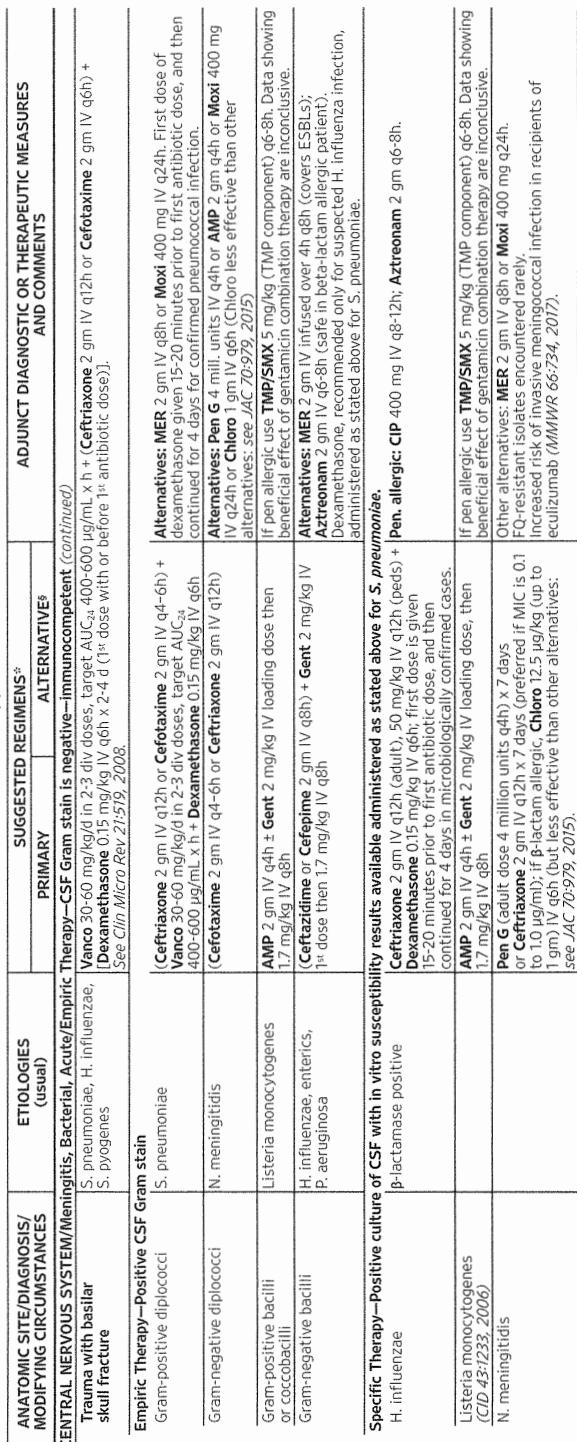 ANATOMIC SITE/DIAGNOSIS/
MODIFYING CIRCUMSTANCES
ETIOLOGIES
(usual)
SUGGESTED REGIMENS*
PRIMARY
ALTERNATIVE§
ADJUNCT DIAGNOSTIC OR THERAPEUTIC MEASURES
AND COMMENTS
CENTRAL NERVOUS SYSTEM/Meningitis, Bacterial, Acute/Empiric Therapy—CSF Gram stain is negative—immunocompetent (continued)
Trauma with basilar
skull fracture
S. pneumoniae, H. influenzae,
S. pyogenes
Vanco 30-60 mg/kg/d in 2-3 div doses, target AUC24 400-600 µg/mL x h + (Ceftriaxone 2 gm IV q12h or Cefotaxime 2 gm IV q6h) +
[Dexamethasone 0.15 mg/kg IV q6h x 2-4 d (1st dose with or before 1st antibiotic dose)].
See Clin Micro Rev 21:519, 2008.
Empiric Therapy—Positive CSF Gram stain
Gram-positive diplococci
S. pneumoniae
(Ceftriaxone 2 gm IV q12h or Cefotaxime 2 gm IV q4–6h) +
Vanco 30-60 mg/kg/d in 2-3 div doses, target AUC24
400-600 µg/mL x h + Dexamethasone 0.15 mg/kg IV q6h
Alternatives: MER 2 gm IV q8h or Moxi 400 mg IV q24h. First dose of
dexamethasone given 15-20 minutes prior to first antibiotic dose, and then
continued for 4 days for confirmed pneumococcal infection.
Gram-negative diplococci
N. meningitidis
(Cefotaxime 2 gm IV q4–6h or Ceftriaxone 2 gm IV q12h)
Alternatives: Pen G 4 mill. units IV q4h or AMP 2 gm q4h or Moxi 400 mg
IV q24h or Chloro 1 gm IV q6h (Chloro less effective than other
alternatives: see JAC 70:979, 2015)
Gram-positive bacilli
or coccobacilli
Listeria monocytogenes
AMP 2 gm IV q4h ± Gent 2 mg/kg IV loading dose then
1.7 mg/kg IV q8h
If pen allergic use TMP/SMX 5 mg/kg (TMP component) q6-8h. Data showing
beneficial effect of gentamicin combination therapy are inconclusive.
Gram-negative bacilli
H. influenzae, enterics,
P. aeruginosa
(Ceftazidime or Cefepime 2 gm IV q8h) + Gent 2 mg/kg IV
1st dose then 1.7 mg/kg IV q8h
Alternatives: MER 2 gm IV infused over 4h q8h (covers ESBLs);
Aztreonam 2 gm IV q6-8h (safe in beta-lactam allergic patient).
Dexamethasone, recommended only for suspected H. influenza infection,
administered as stated above for S. pneumoniae.
Specific Therapy—Positive culture of CSF with in vitro susceptibility results available administered as stated above for S. pneumoniae.
H. influenzae
β-lactamase positive
Ceftriaxone 2 gm IV q12h (adult), 50 mg/kg IV q12h (peds) +
Dexamethasone 0.15 mg/kg IV q6h; first dose is given
15-20 minutes prior to first antibiotic dose, and then
continued for 4 days in microbiologically confirmed cases.
Pen. allergic: CIP 400 mg IV q8-12h; Aztreonam 2 gm q6-8h.
Listeria monocytogenes
(CID 43:1233, 2006)
AMP 2 gm IV q4h ± Gent 2 mg/kg IV loading dose, then
1.7 mg/kg IV q8h
If pen allergic use TMP/SMX 5 mg/kg (TMP component) q6-8h. Data showing
beneficial effect of gentamicin combination therapy are inconclusive.
N. meningitidis
Pen G (adult dose 4 million units q4h) x 7 days
or Ceftriaxone 2 gm IV q12h x 7 days (preferred if MIC is 0.1
to 1.0 µg/ml); if β-lactam allergic, Chloro 12.5 µg/kg (up to
1 gm) IV q6h (but less effective than other alternatives:
see JAC 70:979, 2015).
Other alternatives: MER 2 gm IV q8h or Moxi 400 mg q24h.
FQ-resistant isolates encountered rarely.
Increased risk of invasive meningococcal infection in recipients of
eculizumab (MMWR 66:734, 2017).